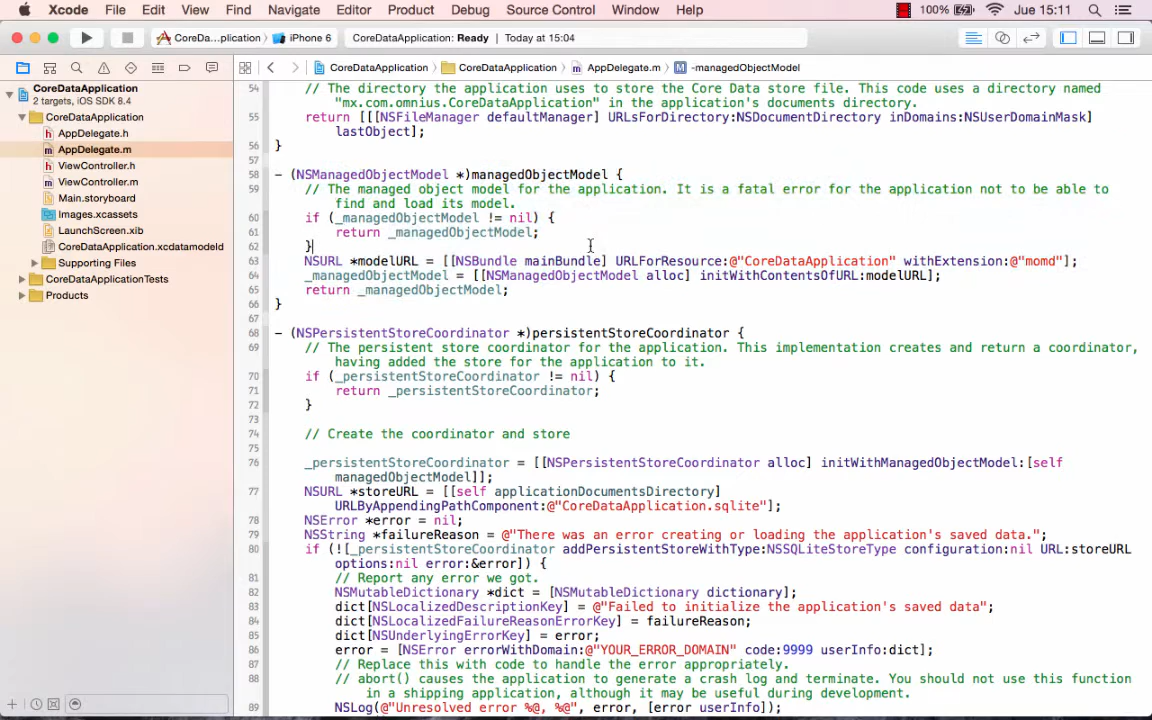 Xcode File Edit View Find Navigate Editor Product Debug Source Control Window Help 100% Jue 15:11
CoreDa...plication iPhone 6 CoreDataApplication: Ready Today at 15:04
CoreDataApplication CoreDataApplication AppDelegate.m M -managedObjectModel
CoreDataApplication
2 targets, iOS SDK 8.4
CoreDataApplication
h AppDelegate.h
m AppDelegate.m
h ViewController.h
m ViewController.m
Main.storyboard
Images.xcassets
LaunchScreen.xib
CoreDataApplication.xcdatamodeld
Supporting Files
CoreDataApplicationTests
Products
54 // The directory the application uses to store the Core Data store file. This code uses a directory named
"mx.com.omnius.CoreDataApplication" in the application's documents directory.
55 return [[[NSFileManager defaultManager] URLsForDirectory:NSDocumentDirectory inDomains:NSUserDomainMask]
lastObject];
56 }
57
58 - (NSManagedObjectModel *)managedObjectModel {
59 // The managed object model for the application. It is a fatal error for the application not to be able to
find and load its model.
60 if (_managedObjectModel != nil) {
61 return _managedObjectModel;
62 }
63 NSURL *modelURL = [[NSBundle mainBundle] URLForResource:@"CoreDataApplication" withExtension:@"momd"];
64 _managedObjectModel = [[NSManagedObjectModel alloc] initWithContentsOfURL:modelURL];
65 return _managedObjectModel;
66 }
67
68 - (NSPersistentStoreCoordinator *)persistentStoreCoordinator {
69 // The persistent store coordinator for the application. This implementation creates and return a coordinator,
having added the store for the application to it.
70 if (_persistentStoreCoordinator != nil) {
71 return _persistentStoreCoordinator;
72 }
73
74 // Create the coordinator and store
75
76 _persistentStoreCoordinator = [[NSPersistentStoreCoordinator alloc] initWithManagedObjectModel:[self
managedObjectModel]];
77 NSURL *storeURL = [[self applicationDocumentsDirectory]
URLByAppendingPathComponent:@"CoreDataApplication.sqlite"];
78 NSError *error = nil;
79 NSString *failureReason = @"There was an error creating or loading the application's saved data.";
80 if (![_persistentStoreCoordinator addPersistentStoreWithType:NSSQLiteStoreType configuration:nil URL:storeURL
options:nil error:&error]) {
81 // Report any error we got.
82 NSMutableDictionary *dict = [NSMutableDictionary dictionary];
83 dict[NSLocalizedDescriptionKey] = @"Failed to initialize the application's saved data";
84 dict[NSLocalizedFailureReasonErrorKey] = failureReason;
85 dict[NSUnderlyingErrorKey] = error;
86 error = [NSError errorWithDomain:@"YOUR_ERROR_DOMAIN" code:9999 userInfo:dict];
87 // Replace this with code to handle the error appropriately.
88 // abort() causes the application to generate a crash log and terminate. You should not use this function
in a shipping application, although it may be useful during development.
89 NSLog(@"Unresolved error %@, %@", error, [error userInfo]);